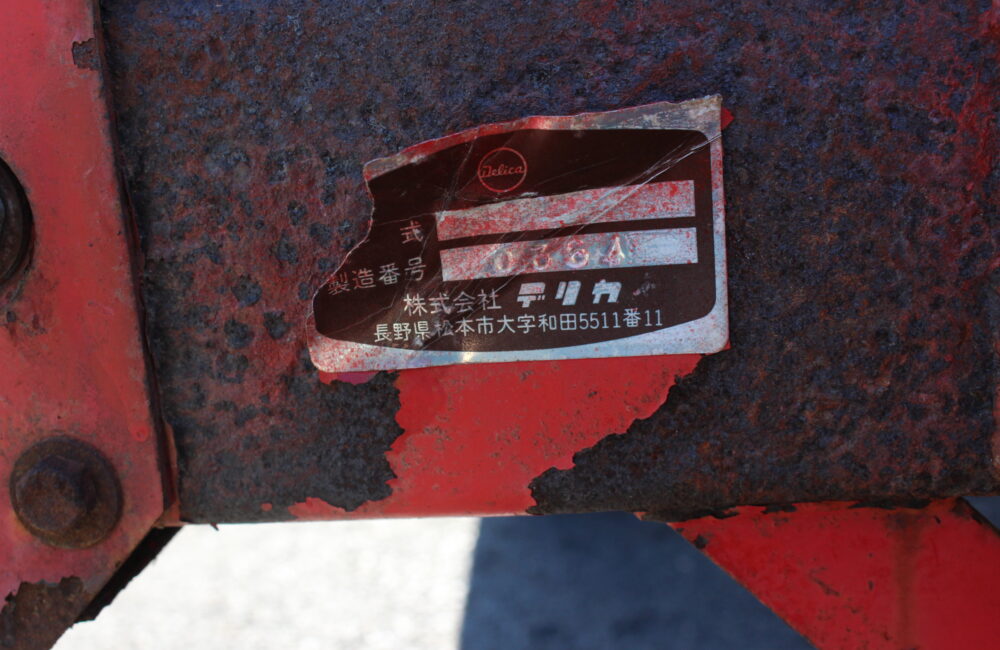 Delica
式
製造番号 0364
株式会社 デリカ
長野県松本市大字和田5511番11